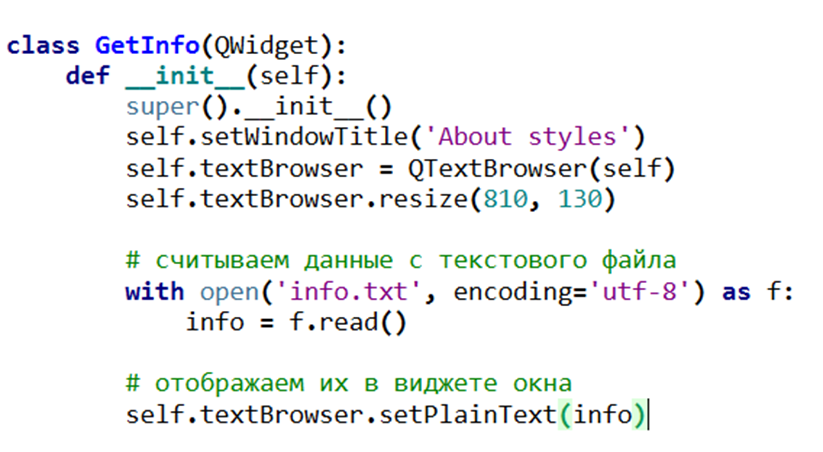 class GetInfo(QWidget):
    def __init__(self):
        super().__init__()
        self.setWindowTitle('About styles')
        self.textBrowser = QTextBrowser(self)
        self.textBrowser.resize(810, 130)

        # считываем данные с текстового файла
        with open('info.txt', encoding='utf-8') as f:
            info = f.read()

        # отображаем их в виджете окна
        self.textBrowser.setPlainText(info)